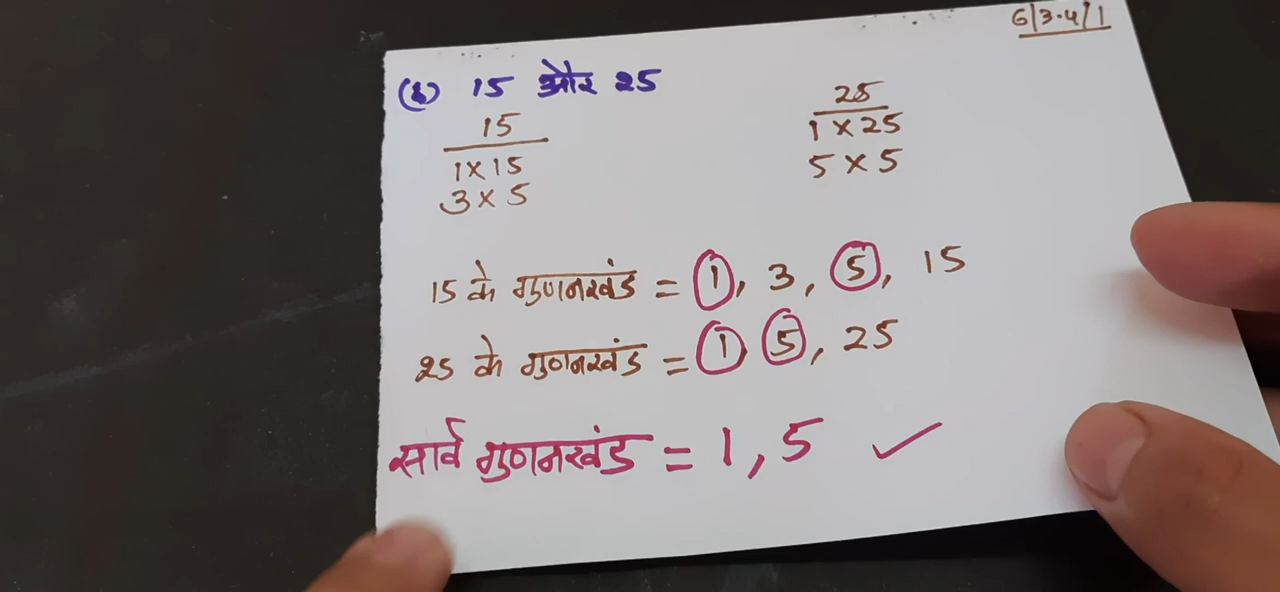 6/3.4/1
(b) 15 और 25
15
1 × 15
3 × 5
25
1 × 25
5 × 5
15 के गुणनखंड = 1, 3, 5, 15
25 के गुणनखंड = 1, 5, 25
सार्व गुणनखंड = 1, 5 ✓